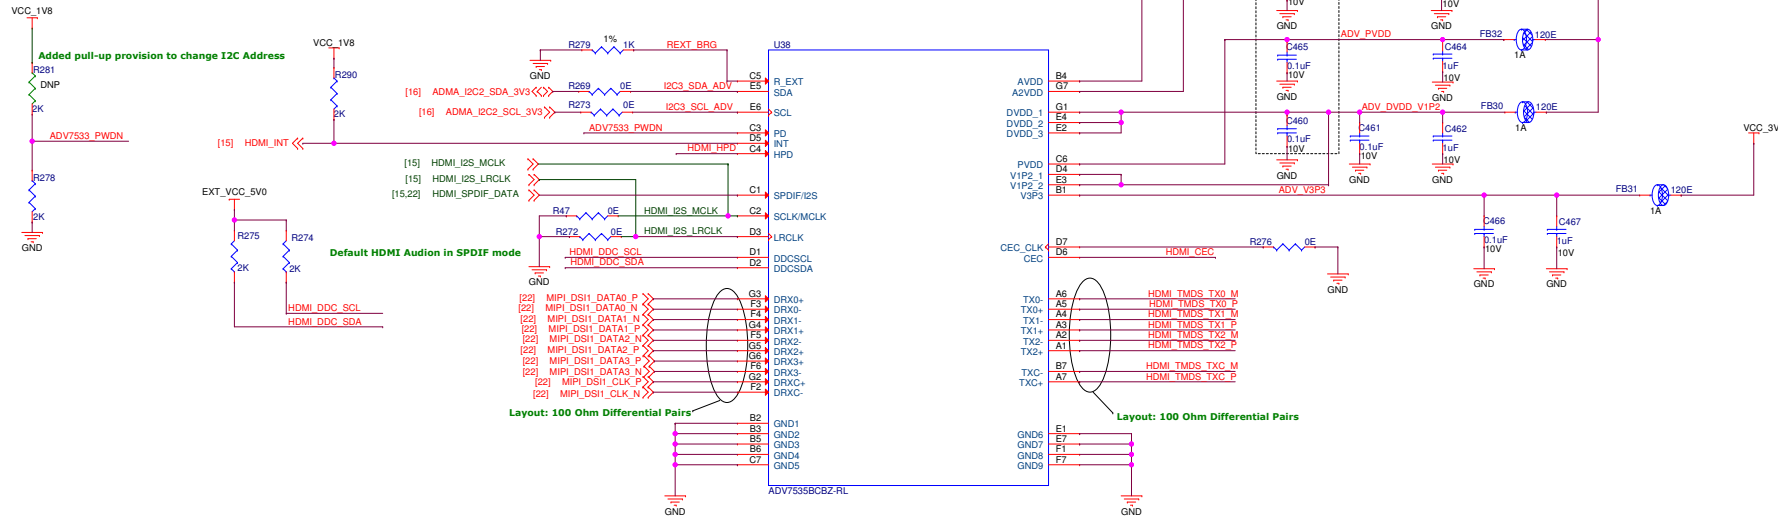 VCC_1V8
Added pull-up provision to change I2C Address
R281
DNP
2K
ADV7533_PWDN
R278
2K
GND
VCC_1V8
R290
2K
[15] HDMI_INT
EXT_VCC_5V0
R275
2K
R274
2K
HDMI_DDC_SCL
HDMI_DDC_SDA
Default HDMI Audion in SPDIF mode
R279 1% 1K REXT_BRG
GND
[16] ADMA_I2C2_SDA_3V3 R269 0E I2C3_SDA_ADV
[16] ADMA_I2C2_SCL_3V3 R273 0E I2C3_SCL_ADV
ADV7533_PWDN
HDMI_HPD
[15] HDMI_I2S_MCLK
[15] HDMI_I2S_LRCLK
[15,22] HDMI_SPDIF_DATA
R47 0E HDMI_I2S_MCLK
R272 0E HDMI_I2S_LRCLK
GND
HDMI_DDC_SCL
HDMI_DDC_SDA
[22] MIPI_DSI1_DATA0_P
[22] MIPI_DSI1_DATA0_N
[22] MIPI_DSI1_DATA1_N
[22] MIPI_DSI1_DATA1_P
[22] MIPI_DSI1_DATA2_N
[22] MIPI_DSI1_DATA2_P
[22] MIPI_DSI1_DATA3_P
[22] MIPI_DSI1_DATA3_N
[22] MIPI_DSI1_CLK_P
[22] MIPI_DSI1_CLK_N
Layout: 100 Ohm Differential Pairs
U38
C5 R_EXT
E5 SDA
E6 SCL
C3 PD
D5 INT
C4 HPD
C1 SPDIF/I2S
C2 SCLK/MCLK
D3 LRCLK
D1 DDCSCL
D2 DDCSDA
G3 DRX0+
F3 DRX0-
F4 DRX1-
G4 DRX1+
F5 DRX2-
G5 DRX2+
G6 DRX3+
F6 DRX3-
G2 DRXC+
F2 DRXC-
B2 GND1
B3 GND2
B5 GND3
B6 GND4
C7 GND5
GND
ADV7535BCBZ-RL
AVDD B4
A2VDD G7
DVDD_1 G1
DVDD_2 E4
DVDD_3 E2
PVDD C6
V1P2_1 D4
V1P2_2 E3
V3P3 B1
CEC_CLK D7
CEC D6
TX0- A6 HDMI_TMDS_TX0_M
TX0+ A5 HDMI_TMDS_TX0_P
TX1- A4 HDMI_TMDS_TX1_M
TX1+ A3 HDMI_TMDS_TX1_P
TX2- A2 HDMI_TMDS_TX2_M
TX2+ A1 HDMI_TMDS_TX2_P
TXC- B7 HDMI_TMDS_TXC_M
TXC+ A7 HDMI_TMDS_TXC_P
GND6 E1
GND7 E7
GND8 F1
GND9 F7
GND
Layout: 100 Ohm Differential Pairs
HDMI_CEC
R276 0E
GND
10V
GND
10V
GND
ADV_PVDD
FB32 120E
1A
C465
0.1uF
10V
GND
C464
1uF
10V
GND
ADV_DVDD_V1P2
FB30 120E
1A
C460
0.1uF
10V
GND
C461
0.1uF
10V
GND
C462
1uF
10V
GND
ADV_V3P3
FB31 120E
1A
VCC_3V
C466
0.1uF
10V
GND
C467
1uF
10V
GND